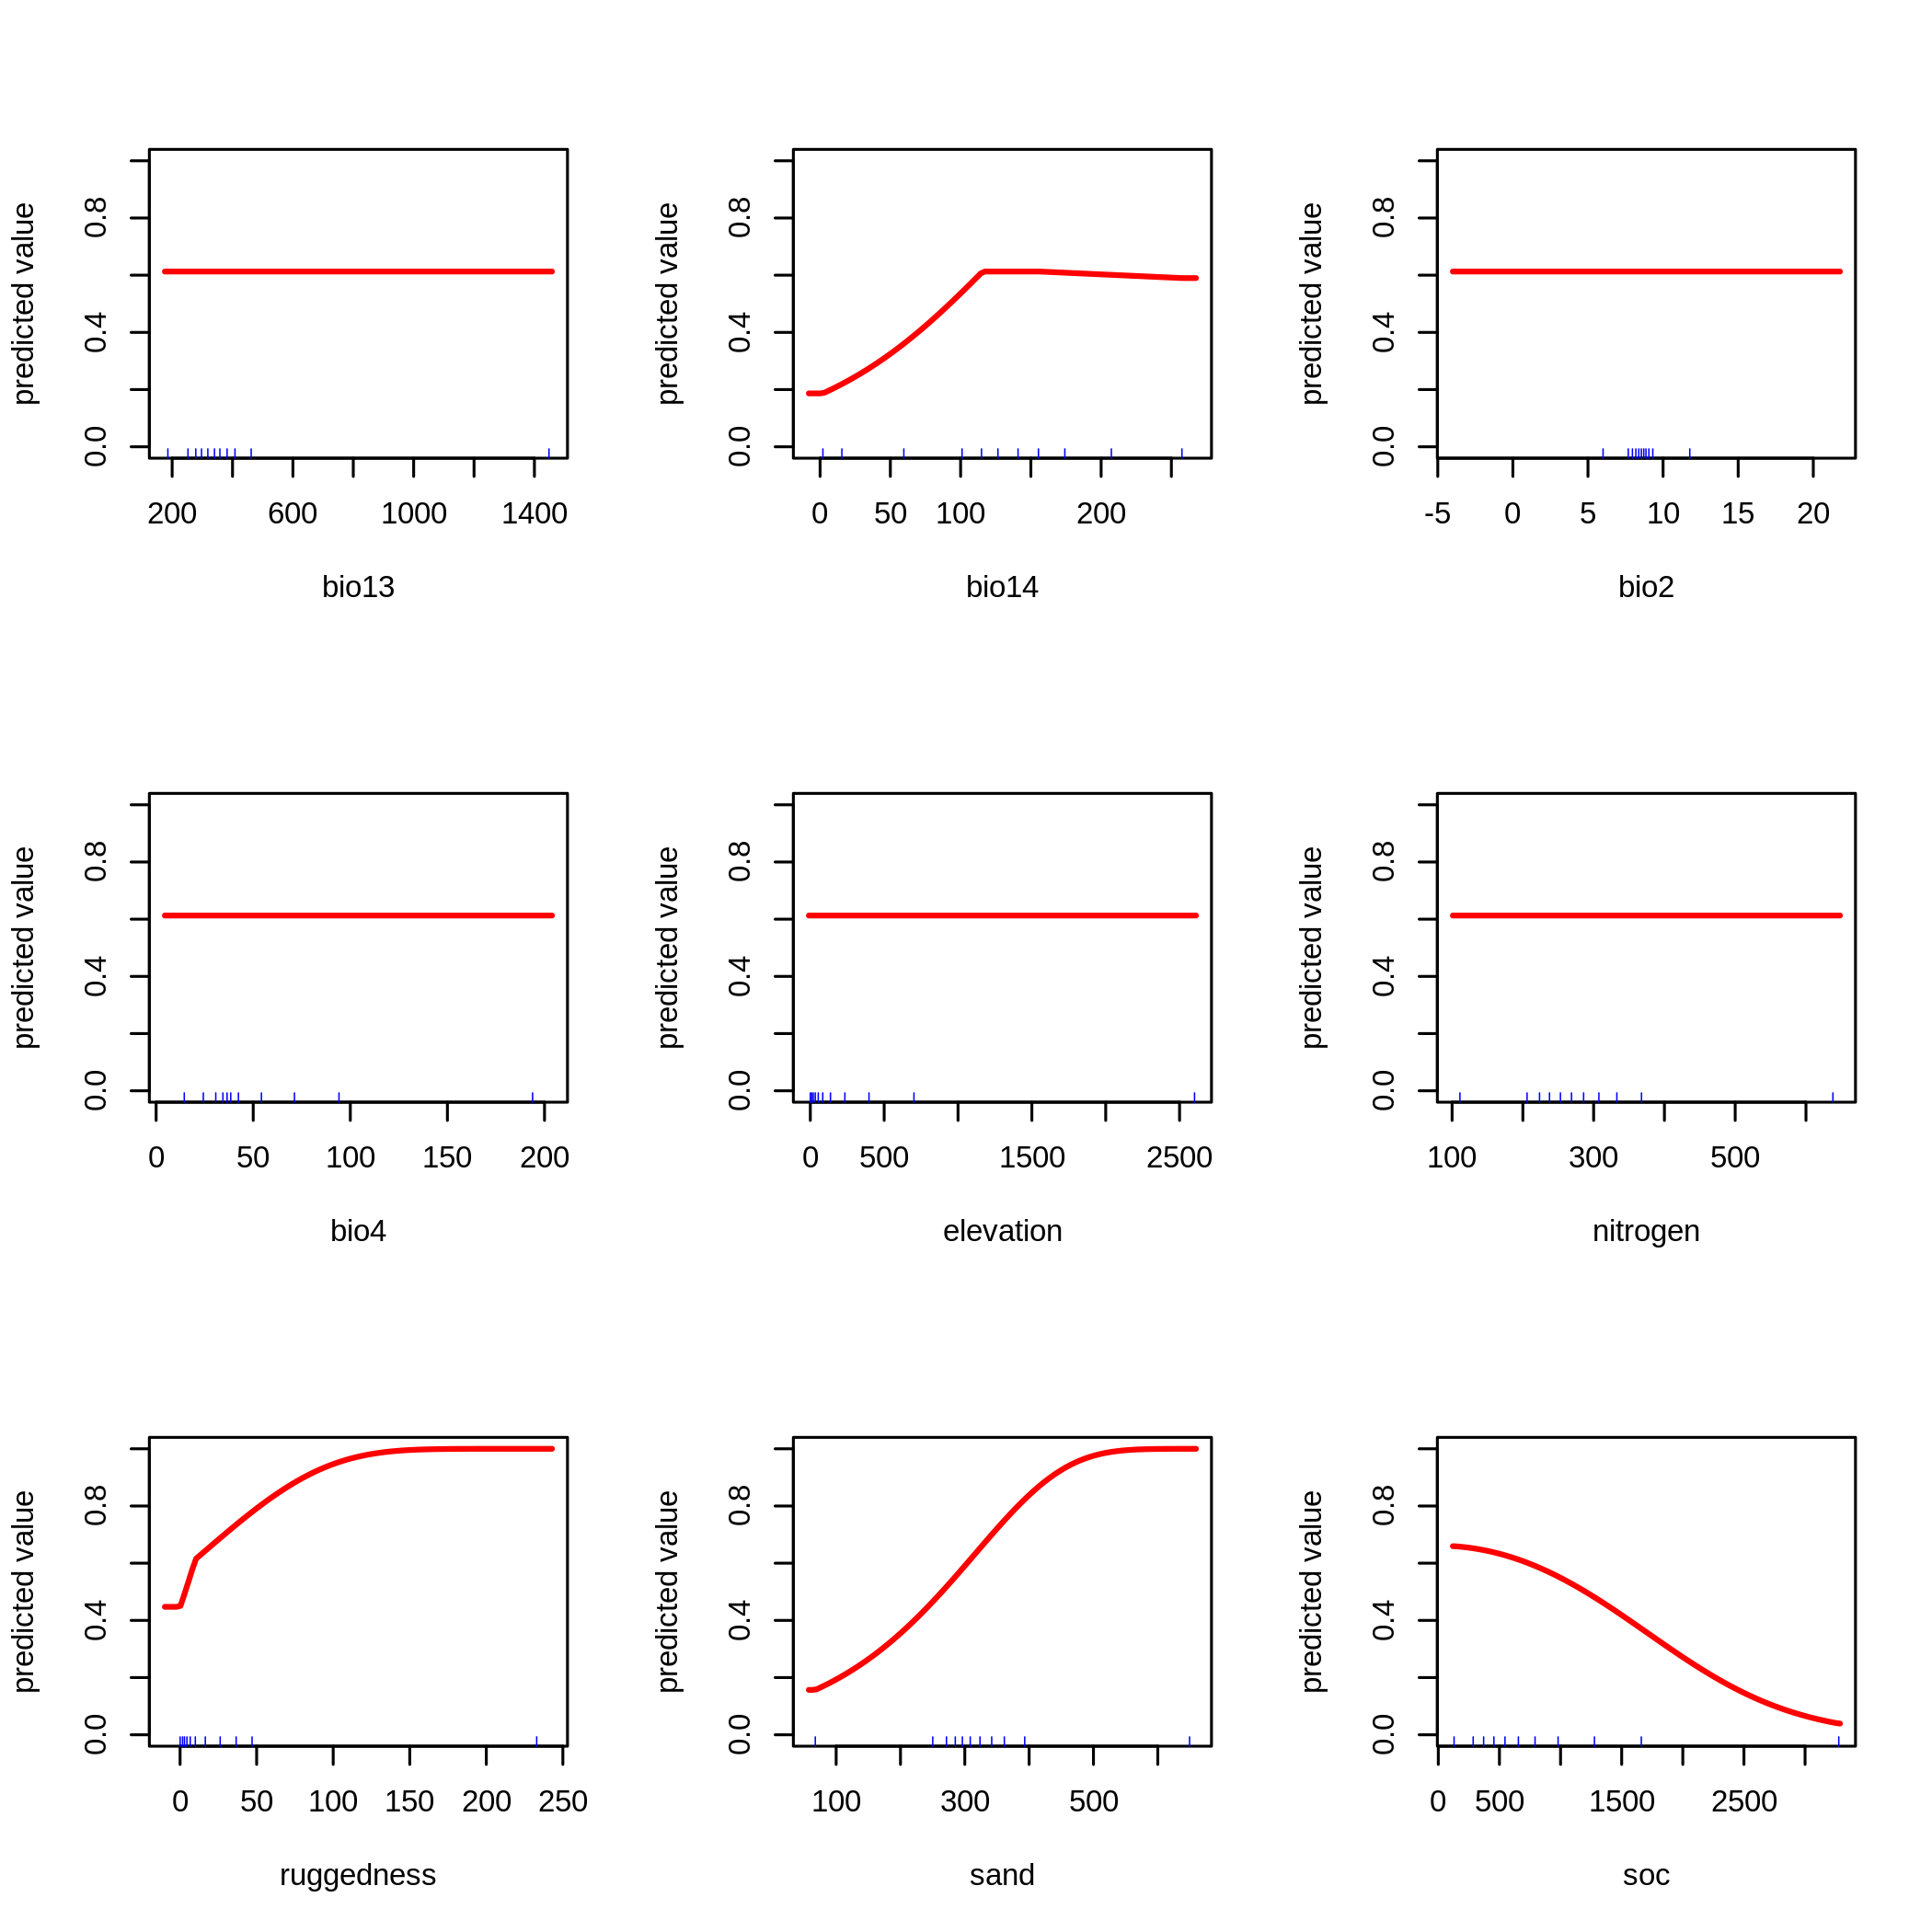 predicted value
0.0 0.4 0.8
200 600 1000 1400
bio13
predicted value
0.0 0.4 0.8
0 50 100 200
bio14
predicted value
0.0 0.4 0.8
-5 0 5 10 15 20
bio2
predicted value
0.0 0.4 0.8
0 50 100 150 200
bio4
predicted value
0.0 0.4 0.8
0 500 1500 2500
elevation
predicted value
0.0 0.4 0.8
100 300 500
nitrogen
predicted value
0.0 0.4 0.8
0 50 100 150 200 250
ruggedness
predicted value
0.0 0.4 0.8
100 300 500
sand
predicted value
0.0 0.4 0.8
0 500 1500 2500
soc